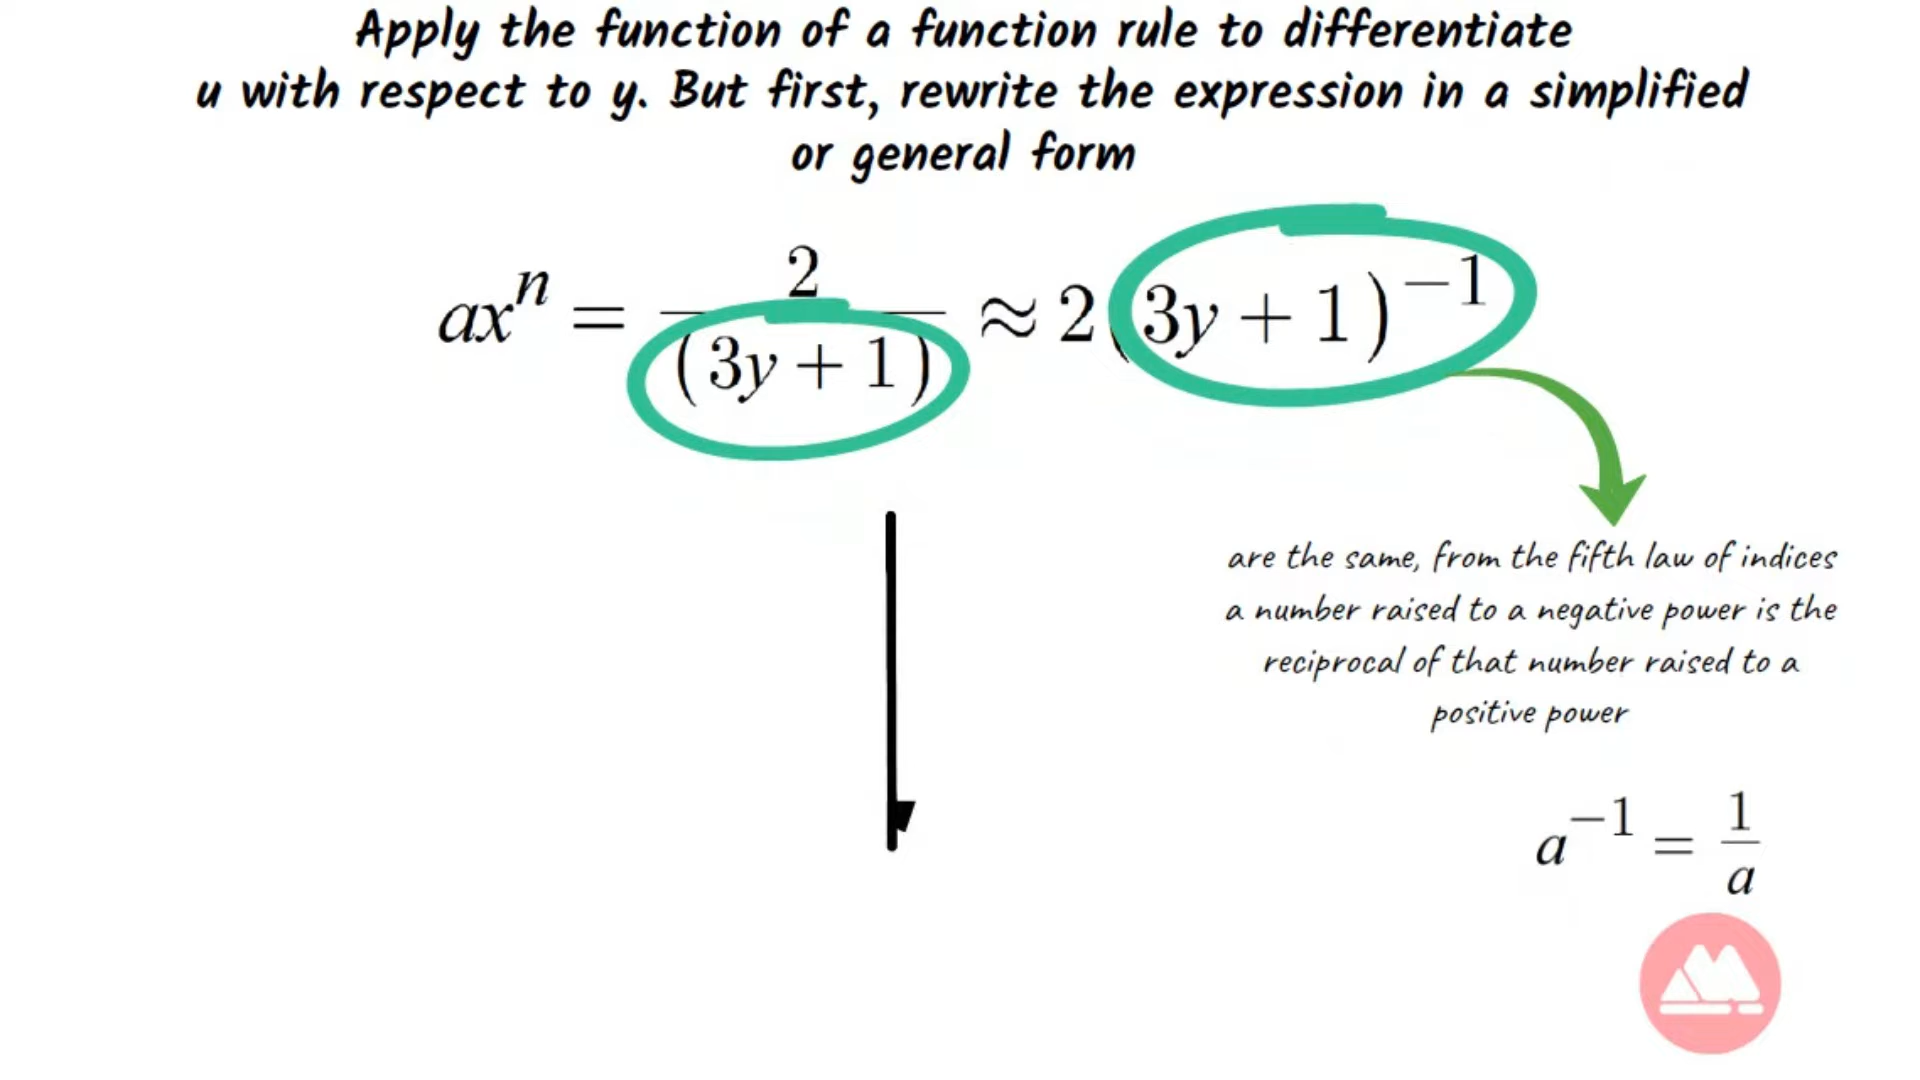 Apply the function of a function rule to differentiate
u with respect to y. But first, rewrite the expression in a simplified
or general form
axⁿ = 2/(3y + 1) ≈ 2(3y + 1)⁻¹
are the same, from the fifth law of indices
a number raised to a negative power is the
reciprocal of that number raised to a
positive power
a⁻¹ = 1/a